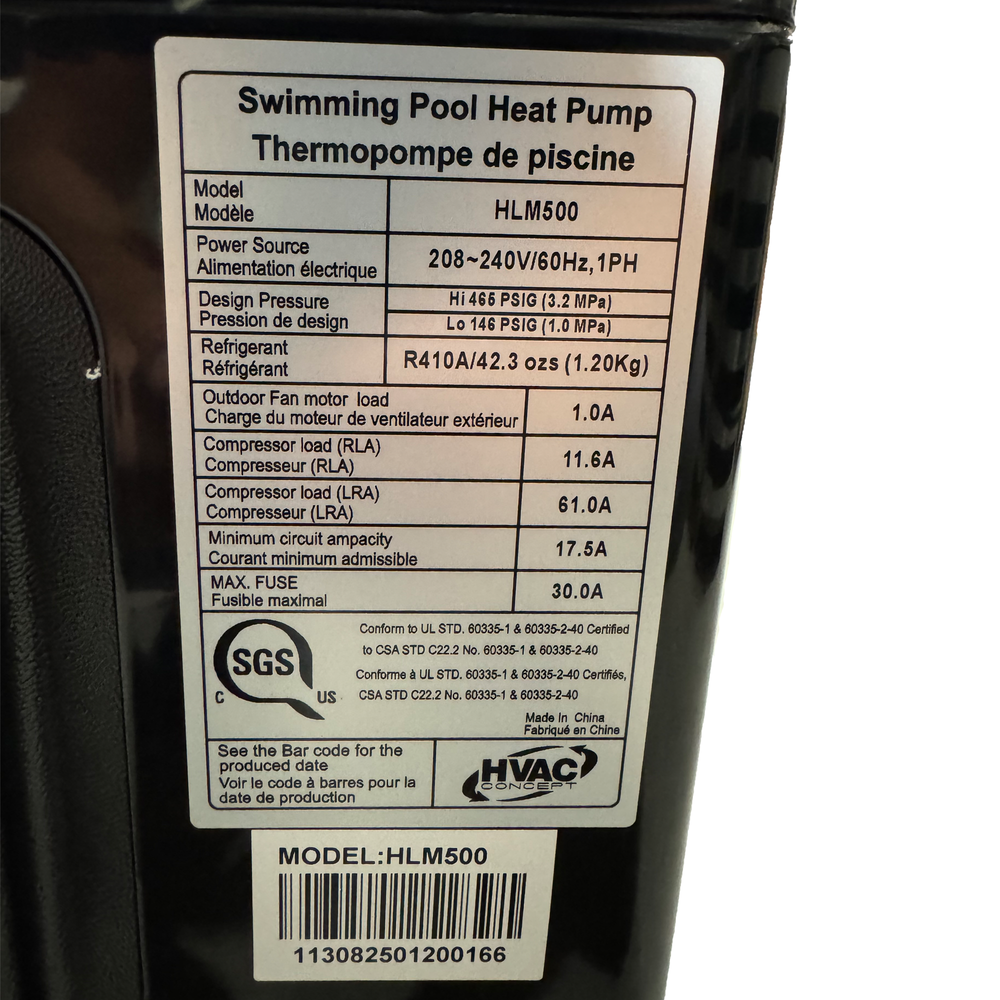 Swimming Pool Heat Pump
Thermopompe de piscine
Model
Modèle
HLM500
Power Source
Alimentation électrique
208~240V/60Hz,1PH
Design Pressure
Pression de design
Hi 465 PSIG (3.2 MPa)
Lo 146 PSIG (1.0 MPa)
Refrigerant
Réfrigérant
R410A/42.3 ozs (1.20Kg)
Outdoor Fan motor load
Charge du moteur de ventilateur extérieur
1.0A
Compressor load (RLA)
Compresseur (RLA)
11.6A
Compressor load (LRA)
Compresseur (LRA)
61.0A
Minimum circuit ampacity
Courant minimum admissible
17.5A
MAX. FUSE
Fusible maximal
30.0A
SGS
C US
Conform to UL STD. 60335-1 & 60335-2-40 Certified
to CSA STD C22.2 No. 60335-1 & 60335-2-40
Conforme à UL STD. 60335-1 & 60335-2-40 Certifiés,
CSA STD C22.2 No. 60335-1 & 60335-2-40
Made In China
Fabriqué en Chine
See the Bar code for the
produced date
Voir le code à barres pour la
date de production
HVAC
CONCEPT
MODEL:HLM500
113082501200166